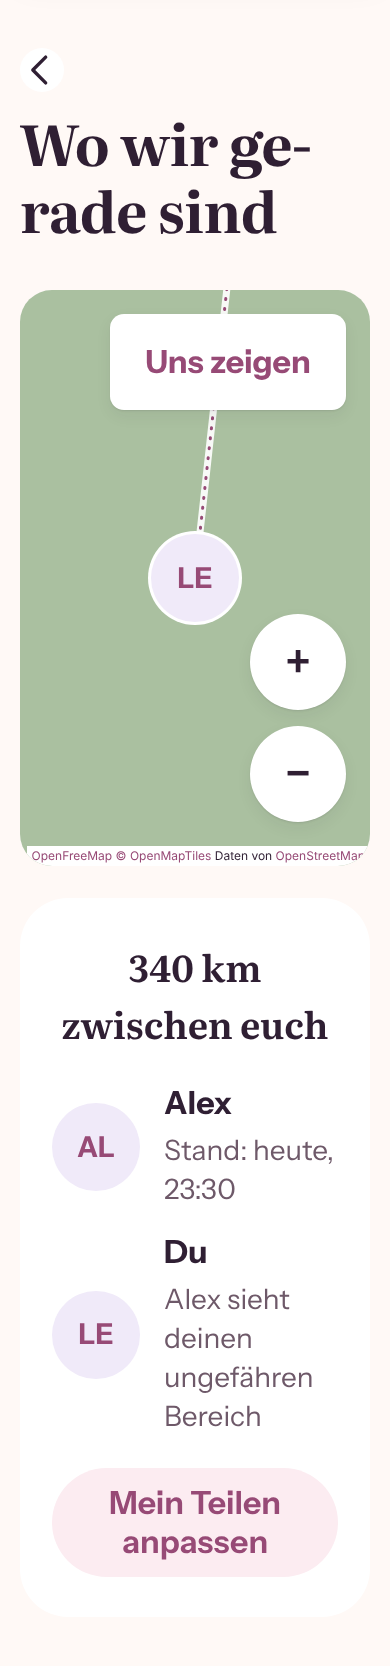 Wo wir ge-
rade sind
Uns zeigen
LE
+
−
OpenFreeMap © OpenMapTiles Daten von OpenStreetMap
340 km
zwischen euch
AL
Alex
Stand: heute,
23:30
LE
Du
Alex sieht
deinen
ungefähren
Bereich
Mein Teilen
anpassen